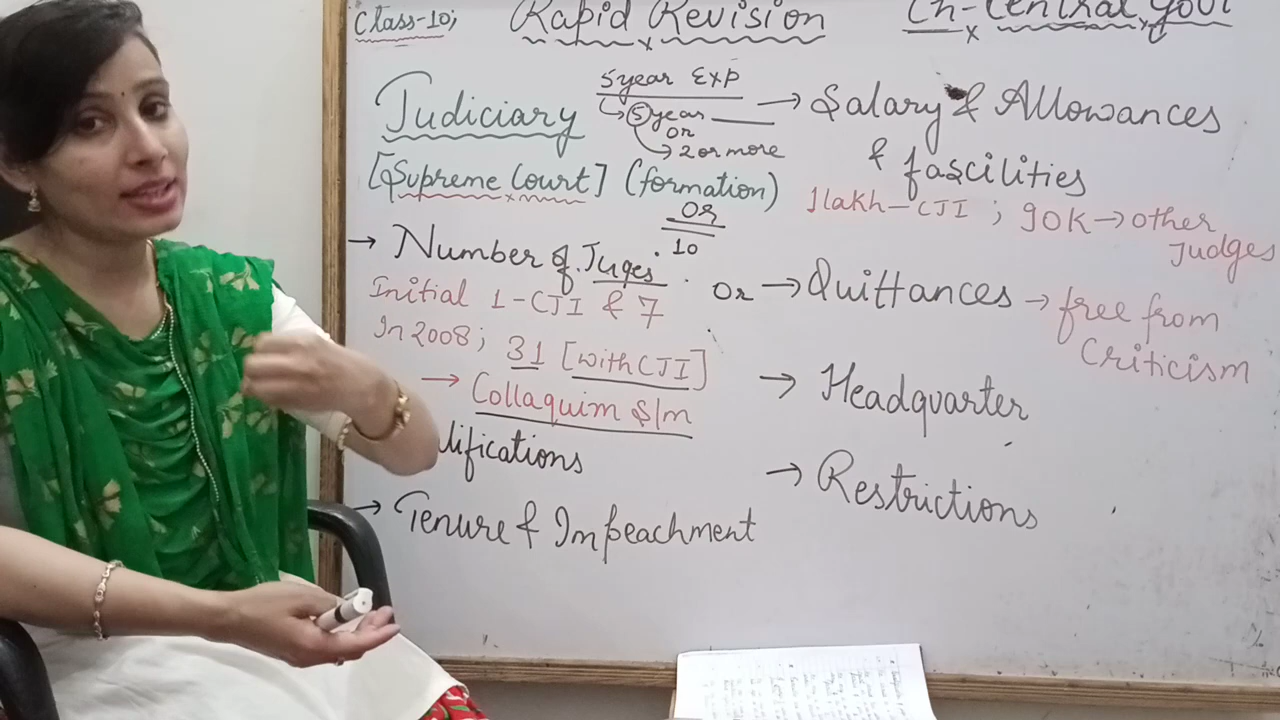 Class-10; Rapid Revision Ch-Central Govt
Judiciary
[Supreme Court] (formation)
5year Exp
5year
or
2 or more
OR
10
→ Number of Juges
Initial 1-CJI & 7
In 2008; 31 [with CJI]
→ Collaquim S/m
lifications
→ Tenure & Impeachment
→ Salary & Allowances
& fascilities
1lakh-CJI ; 90K→other
Judges
or → Quittances → free from
Criticism
→ Headquarter
→ Restrictions